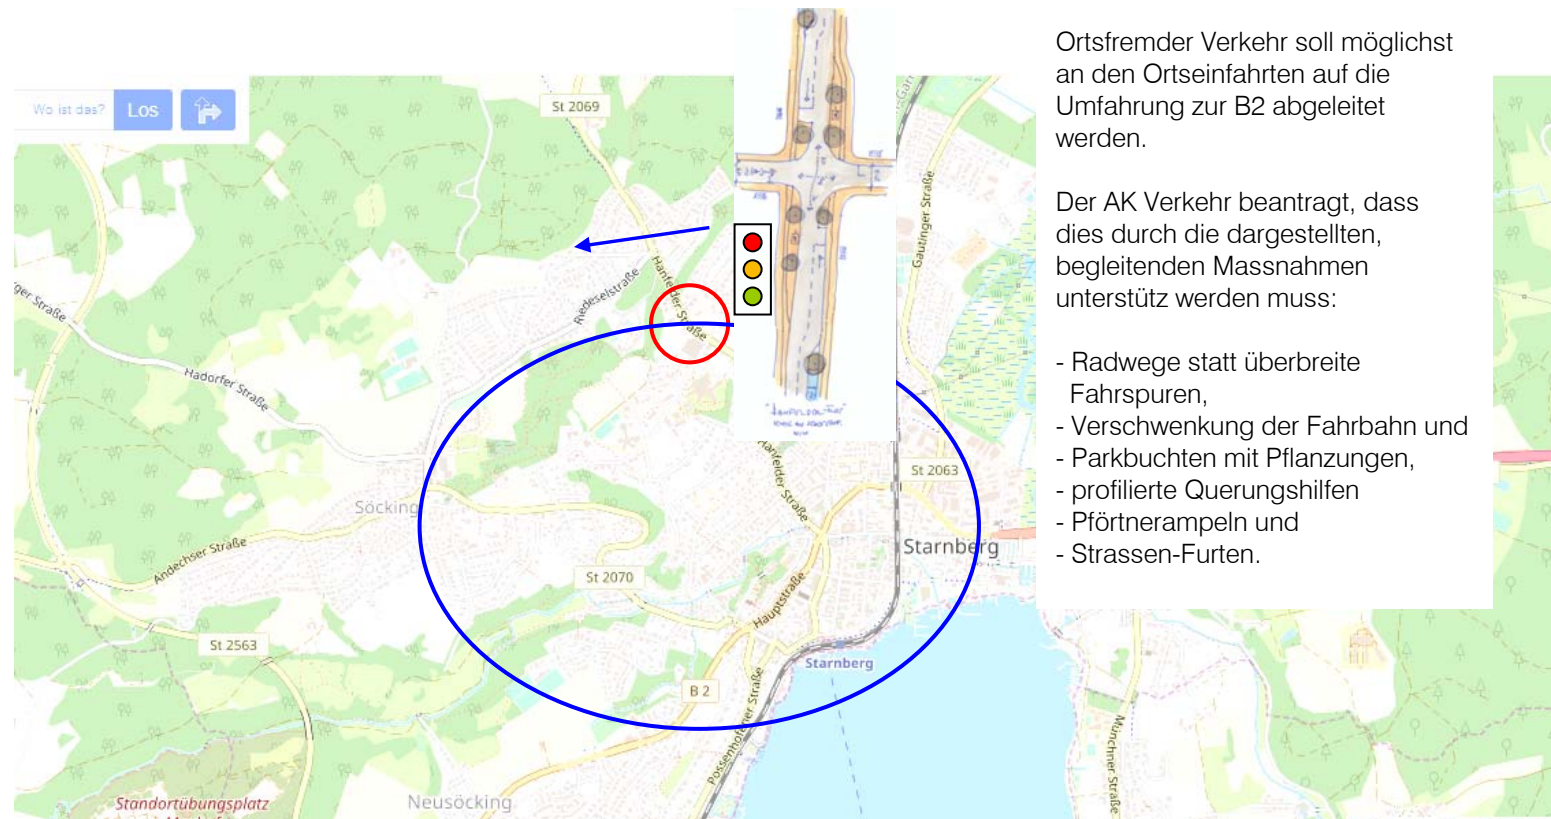 Ortsfremder Verkehr soll möglichst
an den Ortseinfahrten auf die
Umfahrung zur B2 abgeleitet
werden.
Der AK Verkehr beantragt, dass
dies durch die dargestellten,
begleitenden Massnahmen
unterstütz werden muss:
- Radwege statt überbreite
Fahrspuren,
- Verschwenkung der Fahrbahn und
- Parkbuchten mit Pflanzungen,
- profilierte Querungshilfen
- Pförtnerampeln und
- Strassen-Furten.
Wo ist das?
Los
St 2069
Gautinger Straße
Hanfelder Straße
Riedeselstraße
Hadorfer Straße
Hanfelder Straße
St 2063
Söcking
Andechser Straße
Starnberg
St 2070
Hauptstraße
St 2563
Starnberg
B 2
Possenhofener Straße
Münchner Straße
Neusöcking
Standortübungsplatz